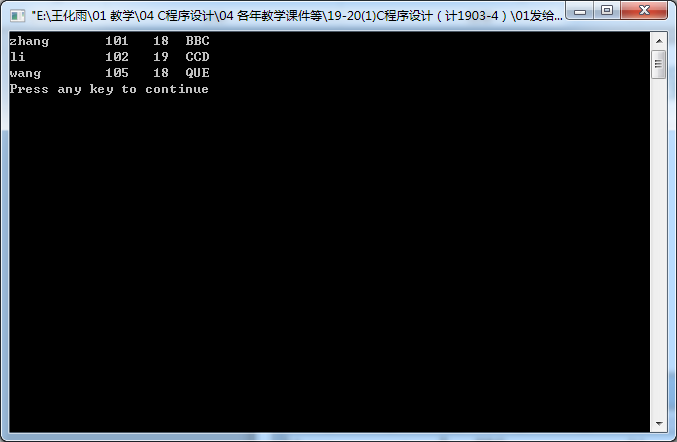 "E:\王化雨\01 教学\04 C程序设计\04 各年教学课件等\19-20(1)C程序设计（计1903-4）\01发给...
zhang       101   18  BBC
li          102   19  CCD
wang        105   18  QUE
Press any key to continue